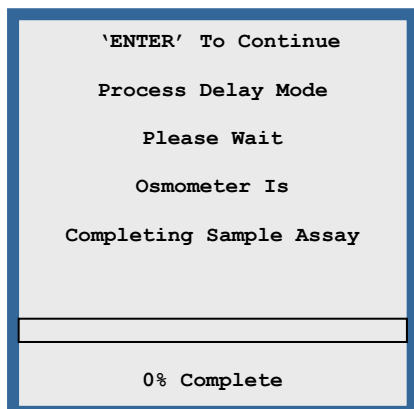 ‘ENTER’ To Continue
Process Delay Mode
Please Wait
Osmometer Is
Completing Sample Assay
0% Complete